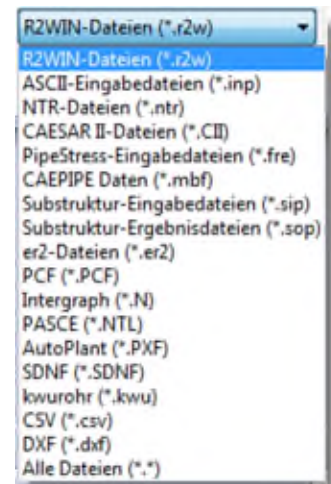 R2WIN-Dateien (*.r2w)
R2WIN-Dateien (*.r2w)
ASCII-Eingabedateien (*.inp)
NTR-Dateien (*.ntr)
CAESAR II-Dateien (*.CII)
PipeStress-Eingabedateien (*.fre)
CAEPIPE Daten (*.mbf)
Substruktur-Eingabedateien (*.sip)
Substruktur-Ergebnisdateien (*.sop)
er2-Dateien (*.er2)
PCF (*.PCF)
Intergraph (*.N)
PASCE (*.NTL)
AutoPlant (*.PXF)
SDNF (*.SDNF)
kwurohr (*.kwu)
CSV (*.csv)
DXF (*.dxf)
Alle Dateien (*.*)